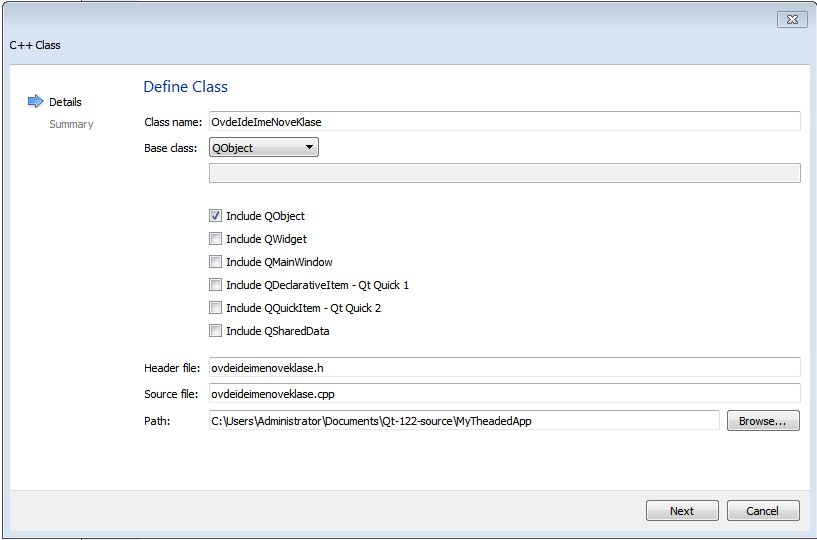 C++ Class
Details
Summary
Define Class
Class name: OvdeIdeImeNoveKlase
Base class: QObject
Include QObject
Include QWidget
Include QMainWindow
Include QDeclarativeItem - Qt Quick 1
Include QQuickItem - Qt Quick 2
Include QSharedData
Header file: ovdeideimenoveklase.h
Source file: ovdeideimenoveklase.cpp
Path: C:\Users\Administrator\Documents\Qt-122-source\MyTheadedApp Browse...
Next Cancel